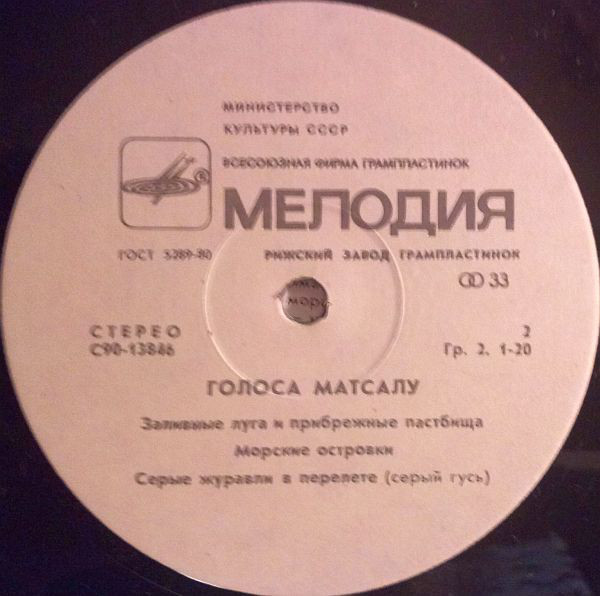 МИНИСТЕРСТВО
КУЛЬТУРЫ СССР
ВСЕСОЮЗНАЯ ФИРМА ГРАМПЛАСТИНОК
МЕЛОДИЯ
ГОСТ 5289-80 РИЖСКИЙ ЗАВОД ГРАМПЛАСТИНОК
33
СТЕРЕО 2
С90-13846 Гр. 2. 1-20
ГОЛОСА МАТСАЛУ
Заливные луга и прибрежные пастбища
Морские островки
Серые журавли в перелете (серый гусь)